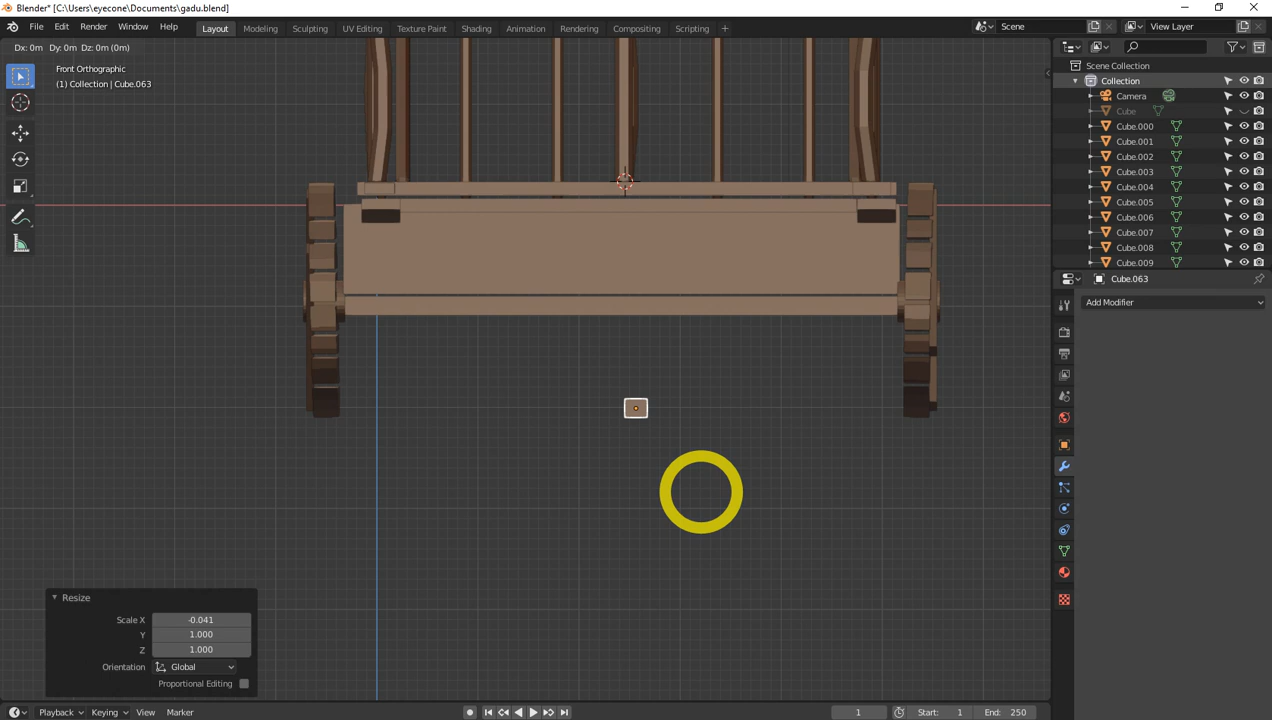 Blender* [C:\Users\eyecone\Documents\gadu.blend]
File Edit Render Window Help Layout Modeling Sculpting UV Editing Texture Paint Shading Animation Rendering Compositing Scripting + Scene View Layer
Dx: 0m Dy: 0m Dz: 0m (0m)
Front Orthographic
(1) Collection | Cube.063
Scene Collection
Collection
Camera
Cube
Cube.000
Cube.001
Cube.002
Cube.003
Cube.004
Cube.005
Cube.006
Cube.007
Cube.008
Cube.009
Cube.063
Add Modifier
Resize
Scale X -0.041
Y 1.000
Z 1.000
Orientation Global
Proportional Editing
Playback Keying View Marker 1 Start: 1 End: 250